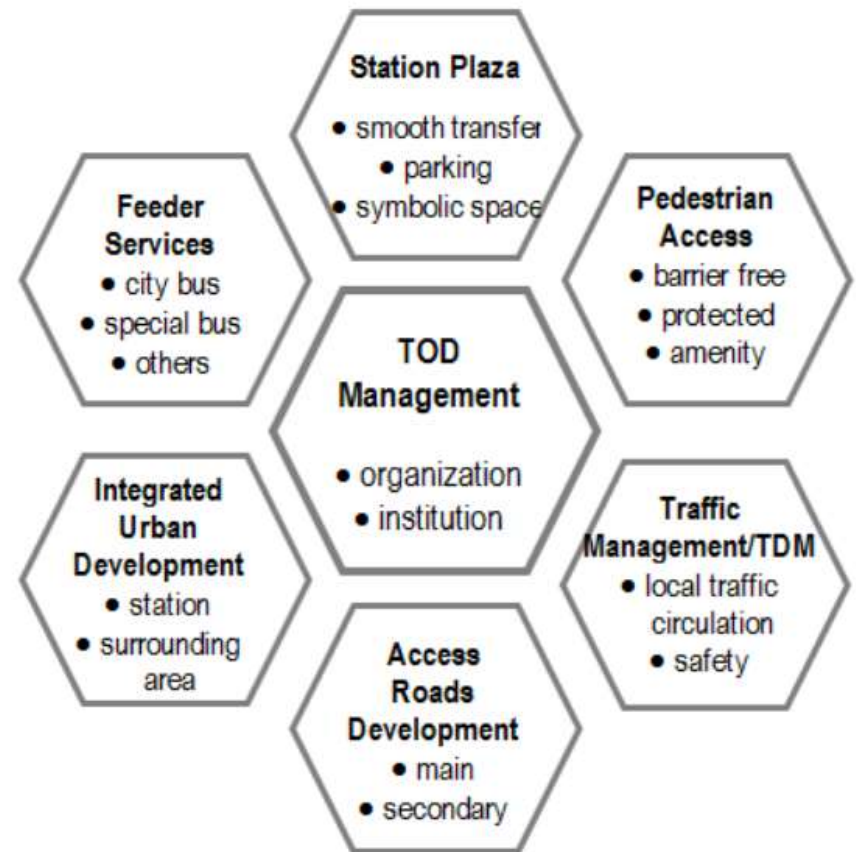 Station Plaza
● smooth transfer
● parking
● symbolic space
Feeder
Services
● city bus
● special bus
● others
Pedestrian
Access
● barrier free
● protected
● amenity
TOD
Management
● organization
● institution
Integrated
Urban
Development
● station
● surrounding
area
Traffic
Management/TDM
● local traffic
circulation
● safety
Access
Roads
Development
● main
● secondary